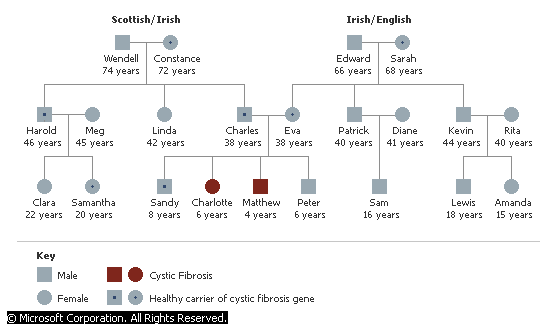 Scottish/Irish
Irish/English
Wendell
74 years
Constance
72 years
Edward
66 years
Sarah
68 years
Harold
46 years
Meg
45 years
Linda
42 years
Charles
38 years
Eva
38 years
Patrick
40 years
Diane
41 years
Kevin
44 years
Rita
40 years
Clara
22 years
Samantha
20 years
Sandy
8 years
Charlotte
6 years
Matthew
4 years
Peter
6 years
Sam
16 years
Lewis
18 years
Amanda
15 years
Key
Male
Cystic Fibrosis
Female
Healthy carrier of cystic fibrosis gene
© Microsoft Corporation. All Rights Reserved.